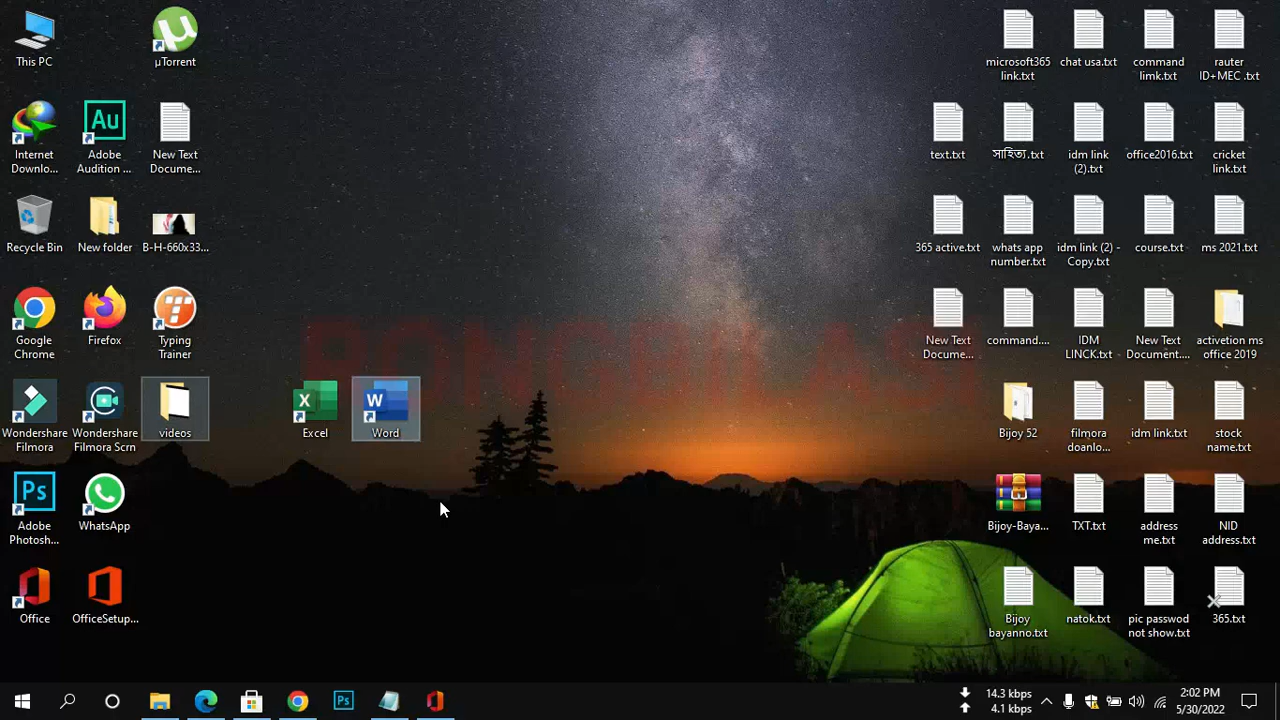 This PC
µTorrent
Internet
Downlo...
Au
Adobe
Audition ...
New Text
Docume...
Recycle Bin
New folder
B-H-660x33...
Google
Chrome
Firefox
Typing
Trainer
Wondershare
Filmora
Wondershare
Filmora Scrn
videos
X
Excel
W
Word
Ps
Adobe
Photosh...
WhatsApp
Office
OfficeSetup...
microsoft365
link.txt
chat usa.txt
command
limk.txt
rauter
ID+MEC .txt
text.txt
সাহিত্য.txt
idm link
(2).txt
office2016.txt
cricket
link.txt
365 active.txt
whats app
number.txt
idm link (2) -
Copy.txt
course.txt
ms 2021.txt
New Text
Docume...
command....
IDM
LINCK.txt
New Text
Document....
activetion ms
office 2019
Bijoy 52
filmora
doanlo...
idm link.txt
stock
name.txt
Bijoy-Baya...
TXT.txt
address
me.txt
NID
address.txt
Bijoy
bayanno.txt
natok.txt
pic passwod
not show.txt
365.txt
Ps
14.3 kbps
4.1 kbps
2:02 PM
5/30/2022